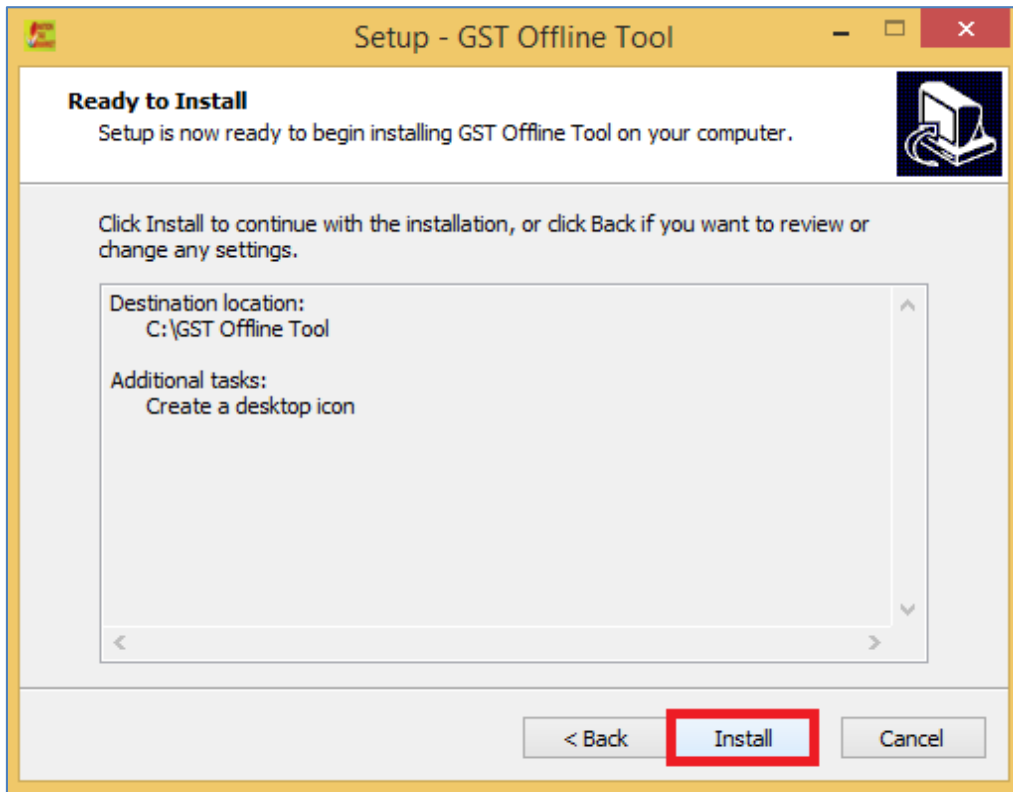 Setup - GST Offline Tool
Ready to Install
Setup is now ready to begin installing GST Offline Tool on your computer.
Click Install to continue with the installation, or click Back if you want to review or
change any settings.
Destination location:
C:\GST Offline Tool
Additional tasks:
Create a desktop icon
< Back
Install
Cancel